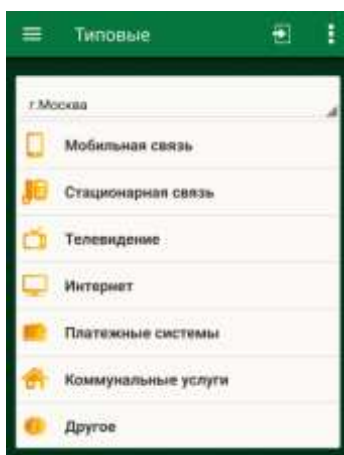 Типовые
г.Москва
Мобильная связь
Стационарная связь
Телевидение
Интернет
Платежные системы
Коммунальные услуги
Другое